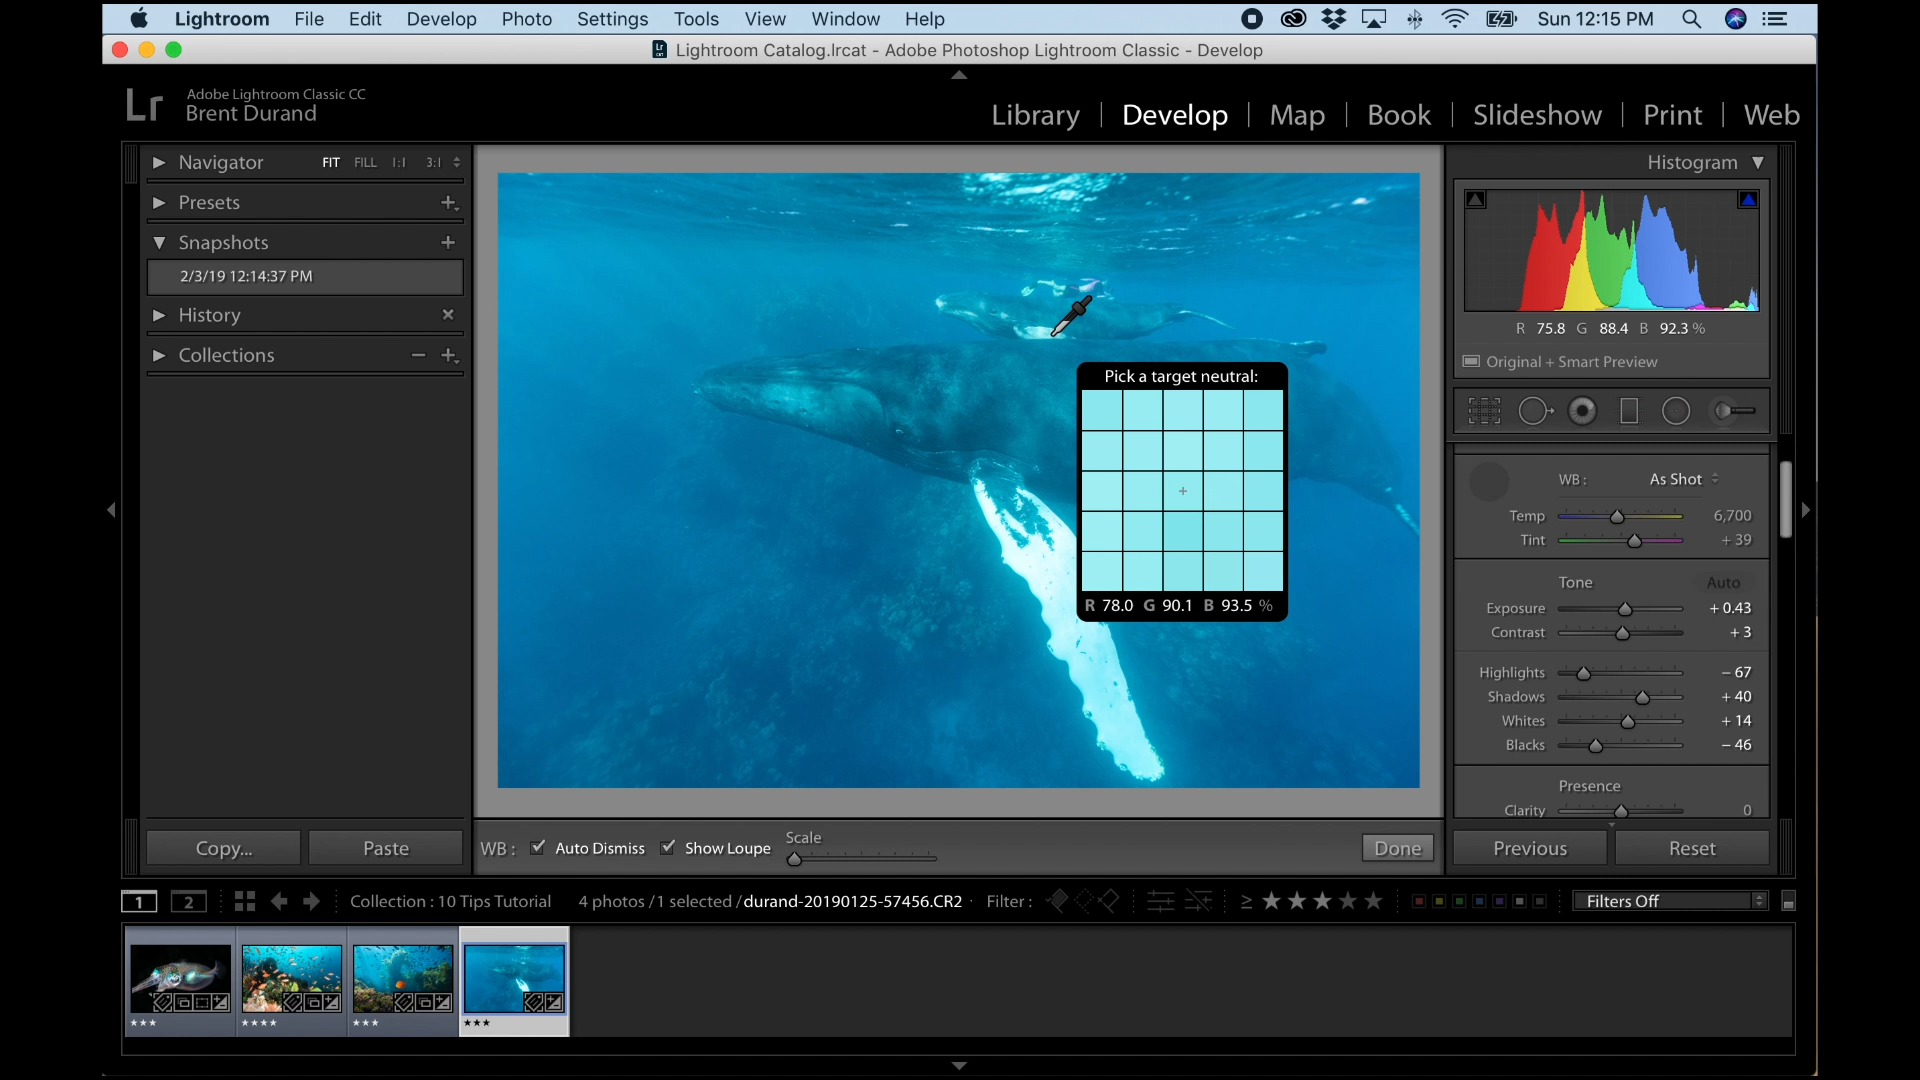 Lightroom File Edit Develop Photo Settings Tools View Window Help Sun 12:15 PM
Lightroom Catalog.lrcat - Adobe Photoshop Lightroom Classic - Develop
Lr Adobe Lightroom Classic CC
Brent Durand
Library Develop Map Book Slideshow Print Web
Navigator FIT FILL 1:1 3:1
Presets
Snapshots
2/3/19 12:14:37 PM
History
Collections
Histogram
R 75.8 G 88.4 B 92.3 %
Original + Smart Preview
Pick a target neutral:
R 78.0 G 90.1 B 93.5 %
WB : As Shot
Temp 6,700
Tint + 39
Tone Auto
Exposure + 0.43
Contrast + 3
Highlights − 67
Shadows + 40
Whites + 14
Blacks − 46
Presence
Clarity 0
Copy... Paste
WB : Auto Dismiss Show Loupe Scale Done
Previous Reset
1 2 Collection : 10 Tips Tutorial 4 photos / 1 selected / durand-20190125-57456.CR2 Filter : ≥ ★★★★★ Filters Off
★★★ ★★★★ ★★★ ★★★